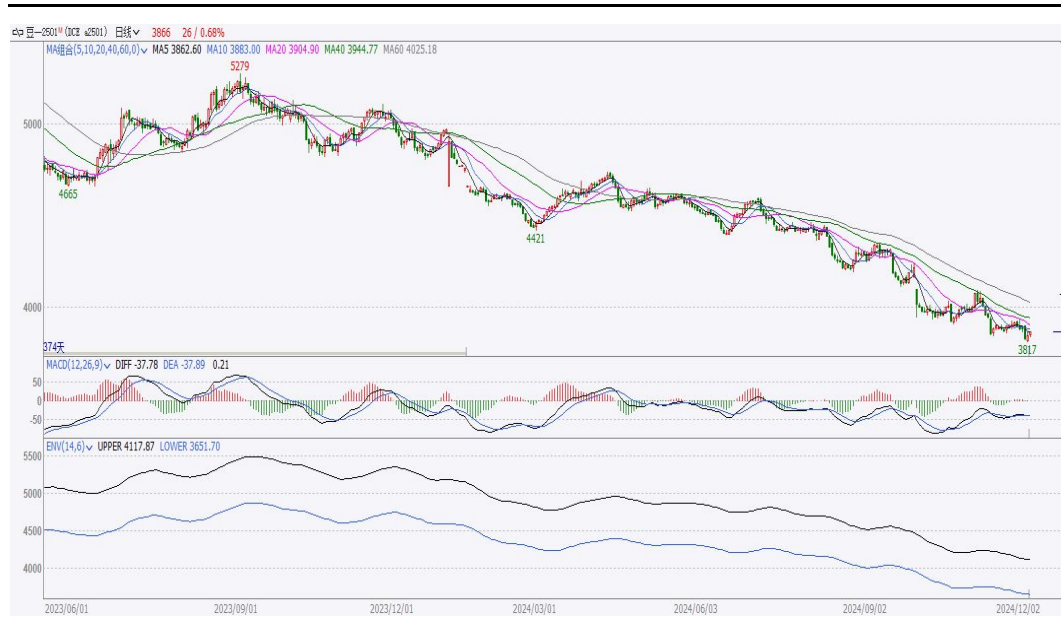 豆一2501M (DCE a2501) 日线 3866 26 / 0.68%
MA组合(5,10,20,40,60,0) MA5 3862.60 MA10 3883.00 MA20 3904.90 MA40 3944.77 MA60 4025.18
5279
5000
4665
4421
4000
374天
3817
MACD(12,26,9) DIFF -37.78 DEA -37.89 0.21
50
0
-50
ENV(14,6) UPPER 4117.87 LOWER 3651.70
5500
5000
4500
4000
2023/06/01 2023/09/01 2023/12/01 2024/03/01 2024/06/03 2024/09/02 2024/12/02